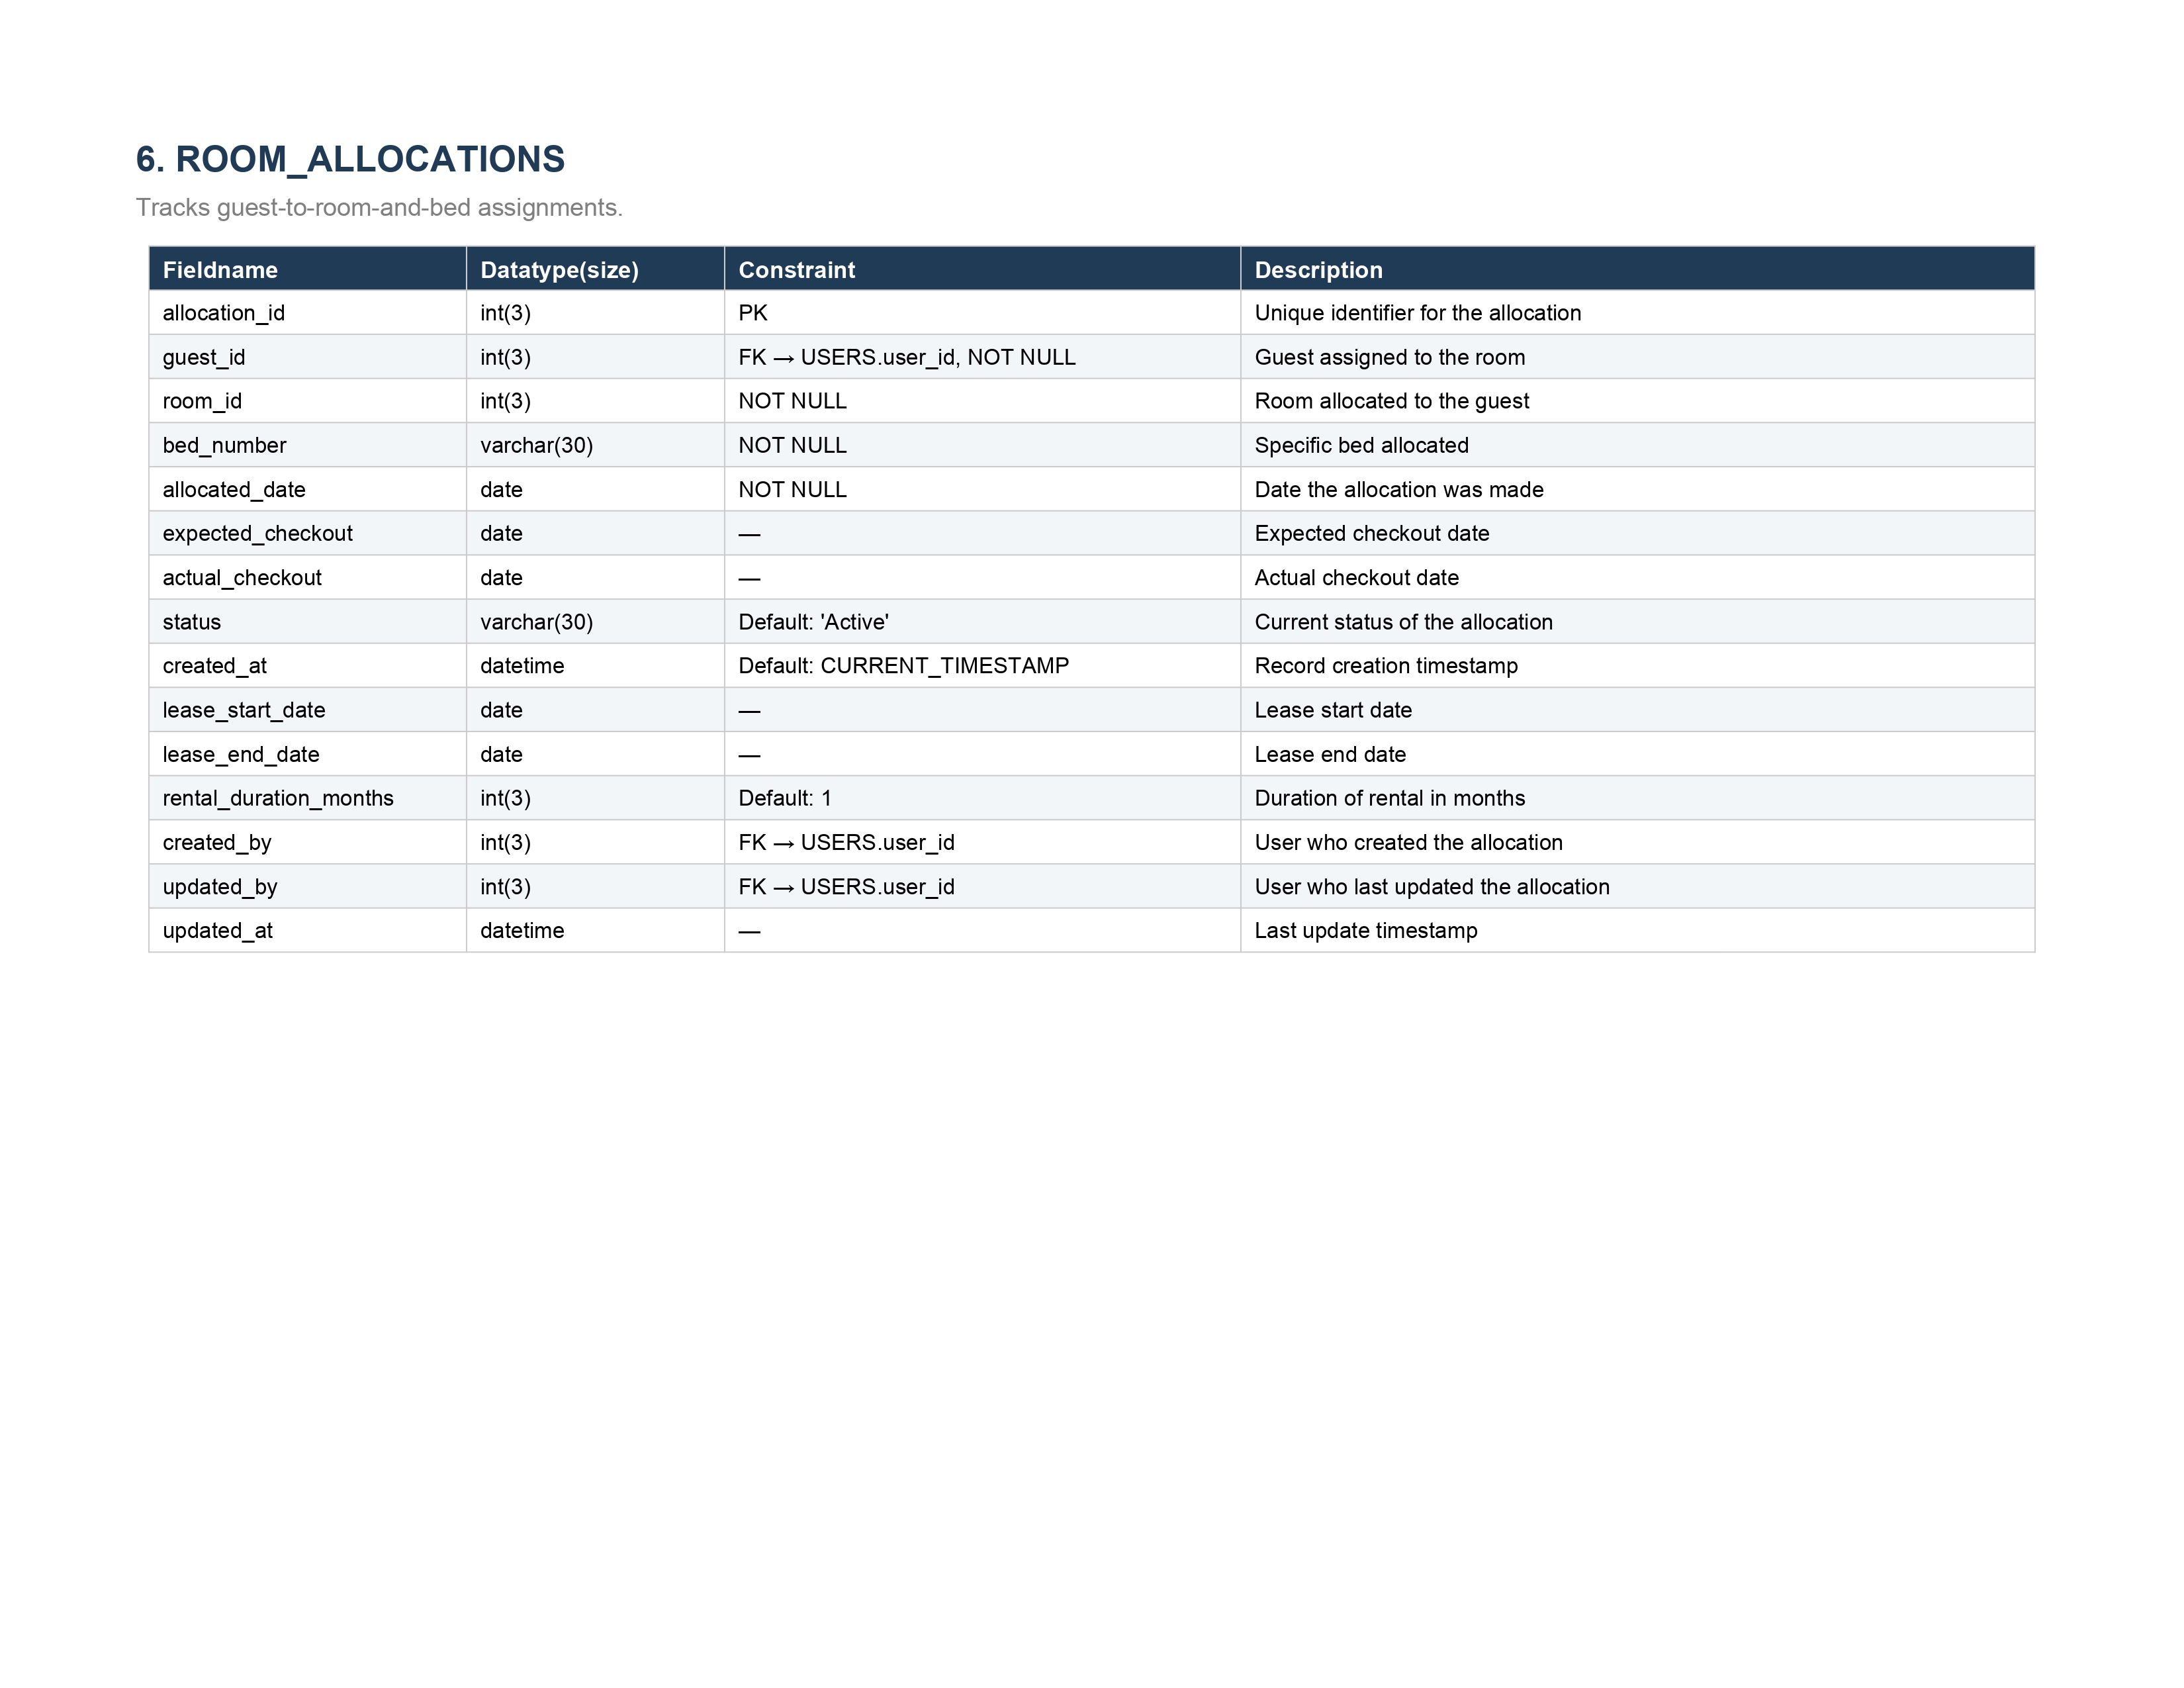 6. ROOM_ALLOCATIONS
Tracks guest-to-room-and-bed assignments.
Fieldname Datatype(size) Constraint Description
allocation_id int(3) PK Unique identifier for the allocation
guest_id int(3) FK → USERS.user_id, NOT NULL Guest assigned to the room
room_id int(3) NOT NULL Room allocated to the guest
bed_number varchar(30) NOT NULL Specific bed allocated
allocated_date date NOT NULL Date the allocation was made
expected_checkout date — Expected checkout date
actual_checkout date — Actual checkout date
status varchar(30) Default: 'Active' Current status of the allocation
created_at datetime Default: CURRENT_TIMESTAMP Record creation timestamp
lease_start_date date — Lease start date
lease_end_date date — Lease end date
rental_duration_months int(3) Default: 1 Duration of rental in months
created_by int(3) FK → USERS.user_id User who created the allocation
updated_by int(3) FK → USERS.user_id User who last updated the allocation
updated_at datetime — Last update timestamp